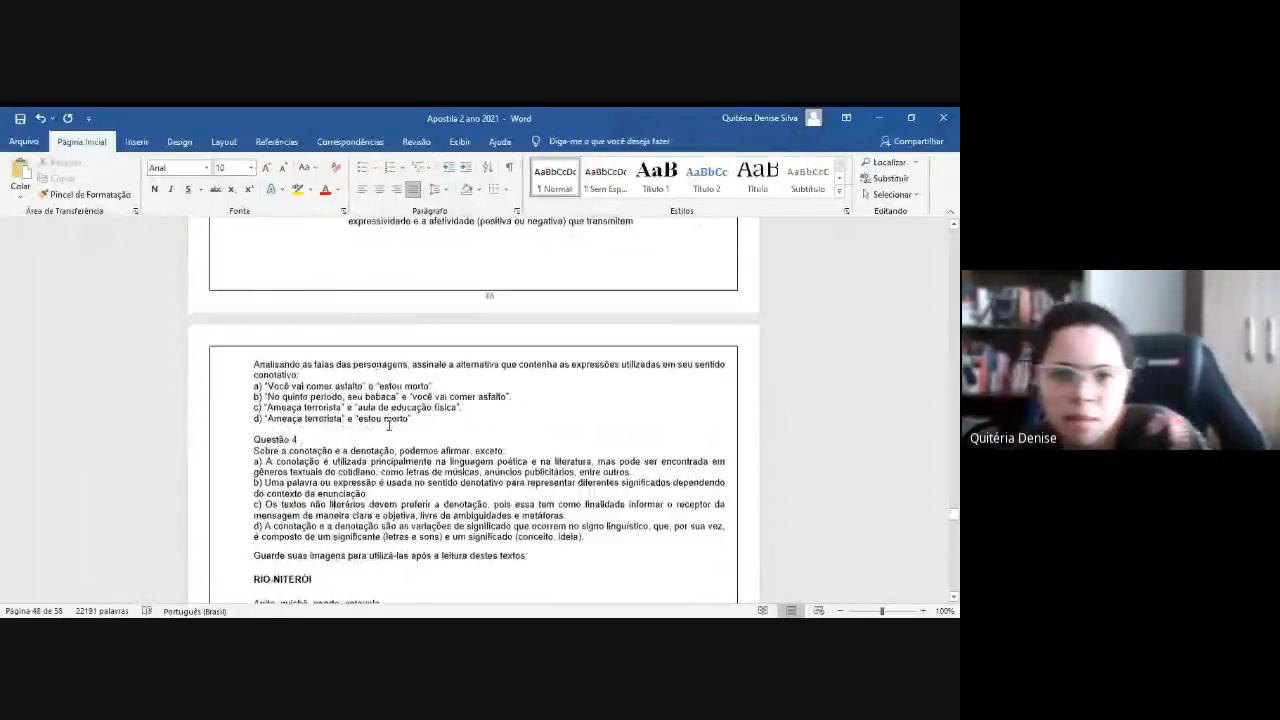 Apostila 2 ano 2021 - Word
Quitéria Denise Silva
Arquivo Página Inicial Inserir Design Layout Referências Correspondências Revisão Exibir Ajuda Diga-me o que você deseja fazer Compartilhar
Colar
Recortar
Copiar
Pincel de Formatação
Área de Transferência
Arial 10
N I S abc x₂ x²
Fonte
Parágrafo
AaBbCcDc AaBbCcDc AaB AaBbCc AaB AaBbCcC
¶ Normal ¶ Sem Esp... Título 1 Título 2 Título Subtítulo
Estilos
Localizar
Substituir
Selecionar
Editando
expressividade e a afetividade (positiva ou negativa) que transmitem
Analisando as falas das personagens, assinale a alternativa que contenha as expressões utilizadas em seu sentido
conotativo:
a) “Você vai comer asfalto” e “estou morto”
b) “No quinto período, seu babaca” e “você vai comer asfalto”.
c) “Ameaça terrorista” e “aula de educação física”.
d) “Ameaça terrorista” e “estou morto”
Questão 4
Sobre a conotação e a denotação, podemos afirmar, exceto:
a) A conotação é utilizada principalmente na linguagem poética e na literatura, mas pode ser encontrada em
gêneros textuais do cotidiano, como letras de músicas, anúncios publicitários, entre outros.
b) Uma palavra ou expressão é usada no sentido denotativo para representar diferentes significados dependendo
do contexto da enunciação
c) Os textos não literários devem preferir a denotação, pois essa tem como finalidade informar o receptor da
mensagem de maneira clara e objetiva, livre de ambiguidades e metáforas.
d) A conotação e a denotação são as variações de significado que ocorrem no signo linguístico, que, por sua vez,
é composto de um significante (letras e sons) e um significado (conceito, ideia).
Guarde suas imagens para utilizá-las após a leitura destes textos:
RIO-NITERÓI
Página 48 de 58 22191 palavras Português (Brasil) 100%
Quitéria Denise